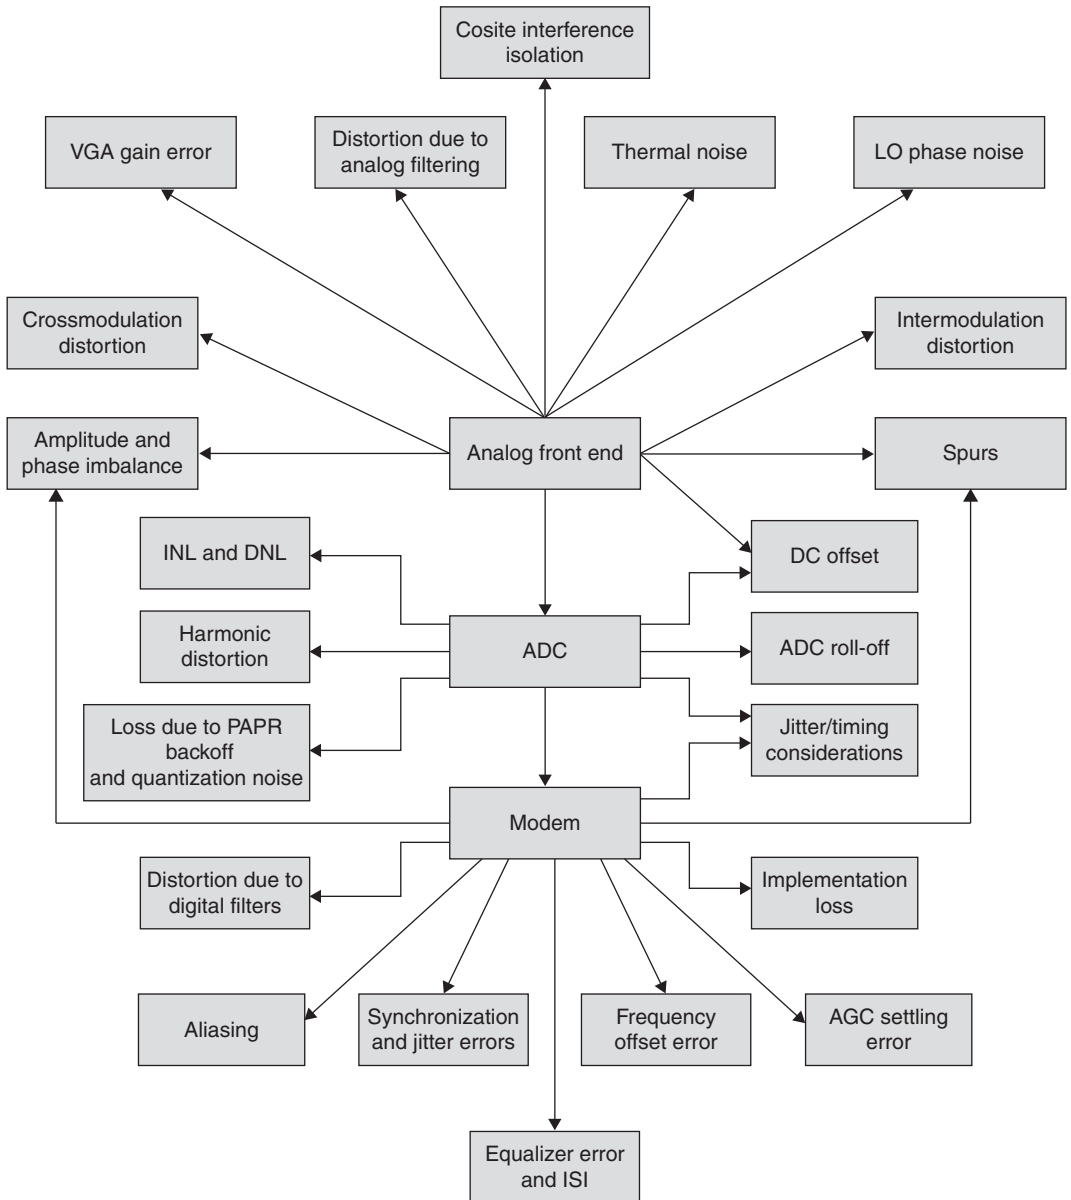 Cosite interference
isolation
VGA gain error
Distortion due to
analog filtering
Thermal noise
LO phase noise
Crossmodulation
distortion
Intermodulation
distortion
Amplitude and
phase imbalance
Analog front end
Spurs
INL and DNL
DC offset
Harmonic
distortion
ADC
ADC roll-off
Loss due to PAPR
backoff
and quantization noise
Jitter/timing
considerations
Modem
Distortion due to
digital filters
Implementation
loss
Aliasing
Synchronization
and jitter errors
Frequency
offset error
AGC settling
error
Equalizer error
and ISI